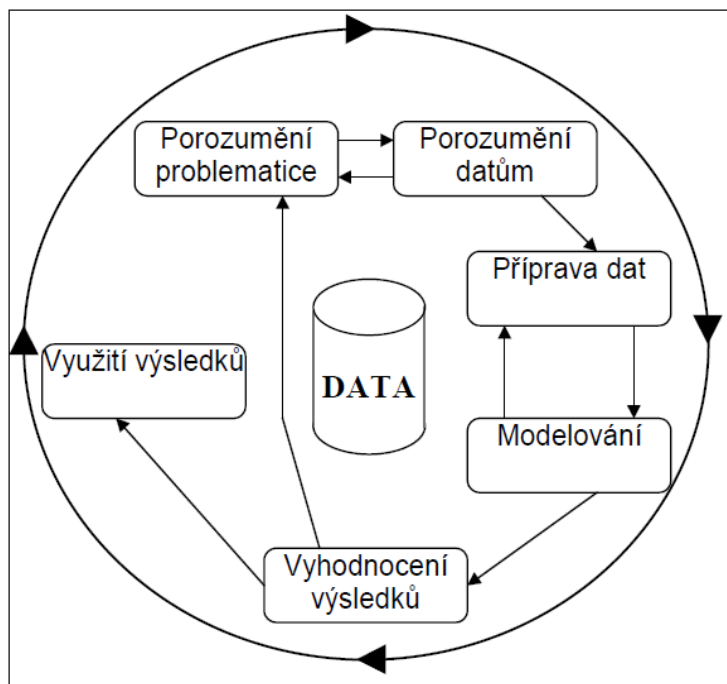 Porozumění
problematice
Porozumění
datům
Příprava dat
Využití výsledků
DATA
Modelování
Vyhodnocení
výsledků